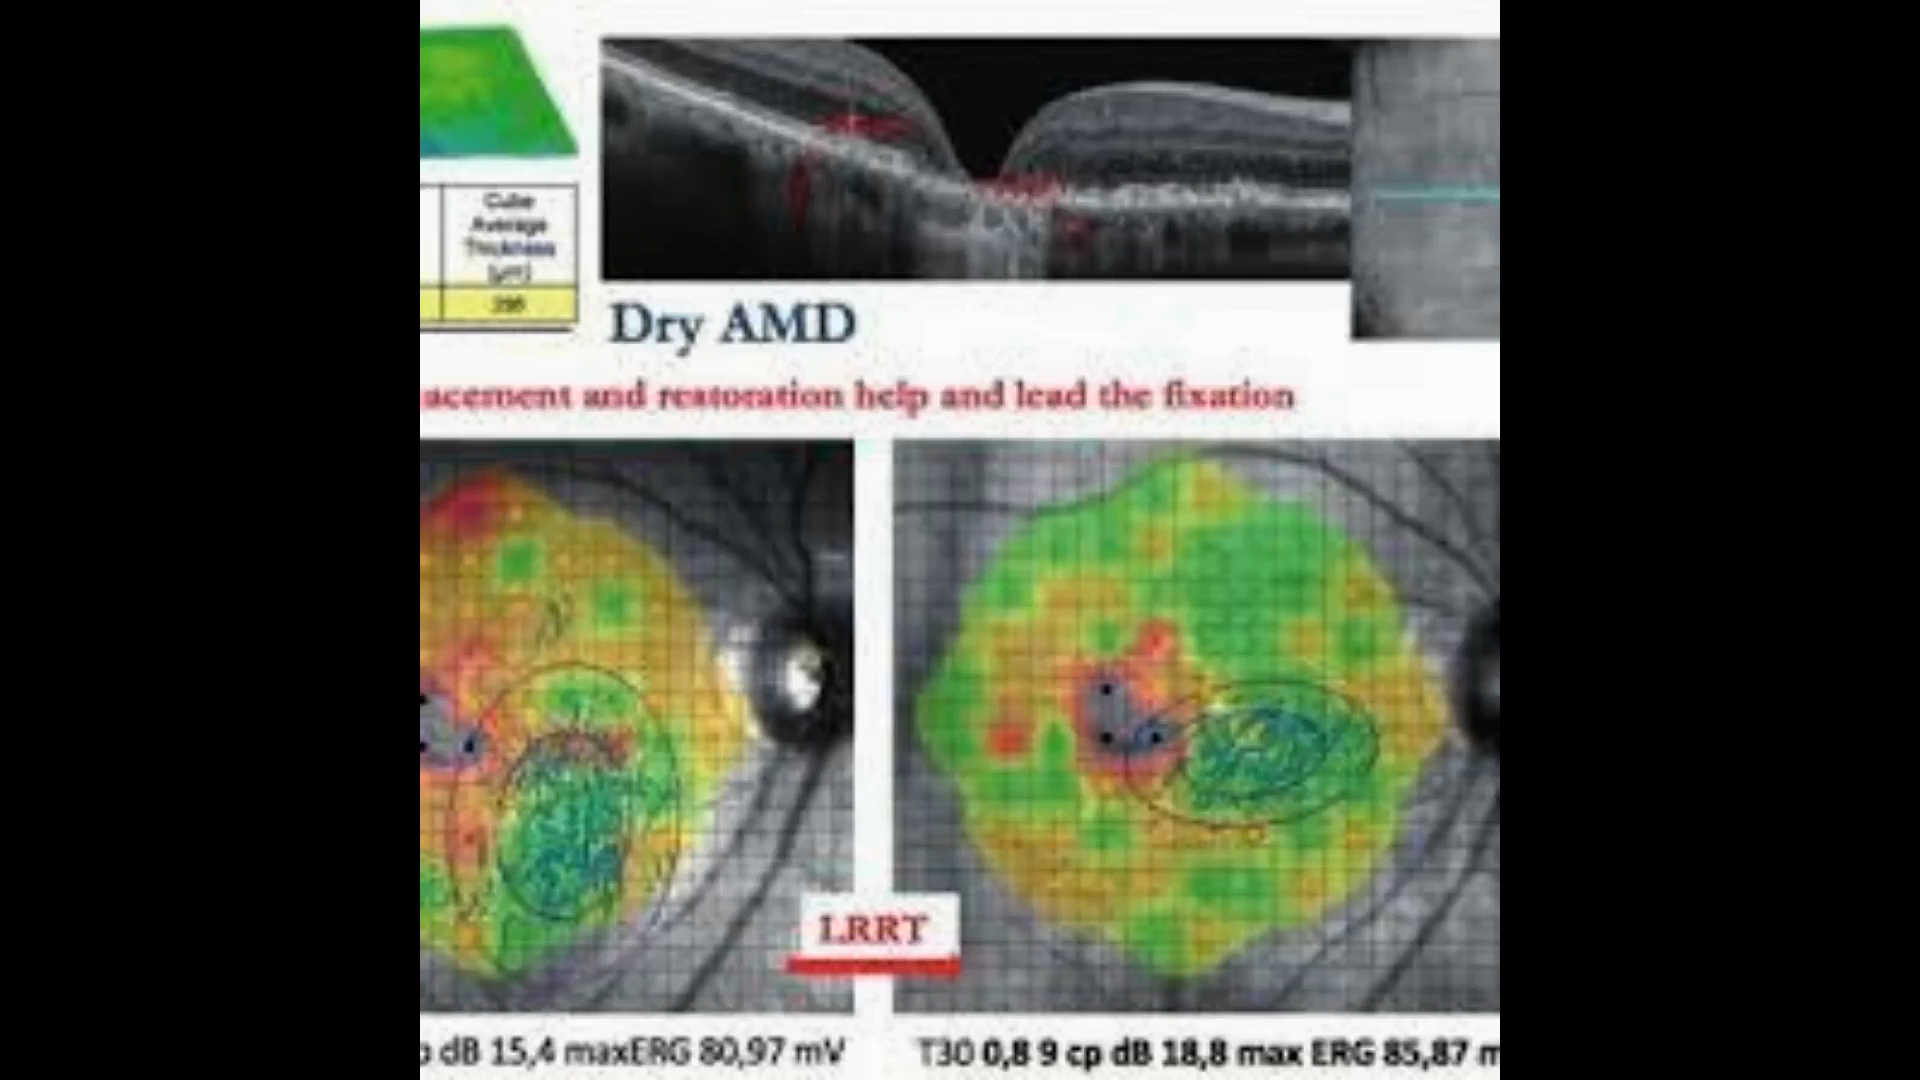 Cube
Average
Thickness
(μm)
Dry AMD
acement and restoration help and lead the fixation
LRRT
dB 15,4 maxERG 80,97 mV
T30 0,8 9 cp dB 18,8 max ERG 85,87 m